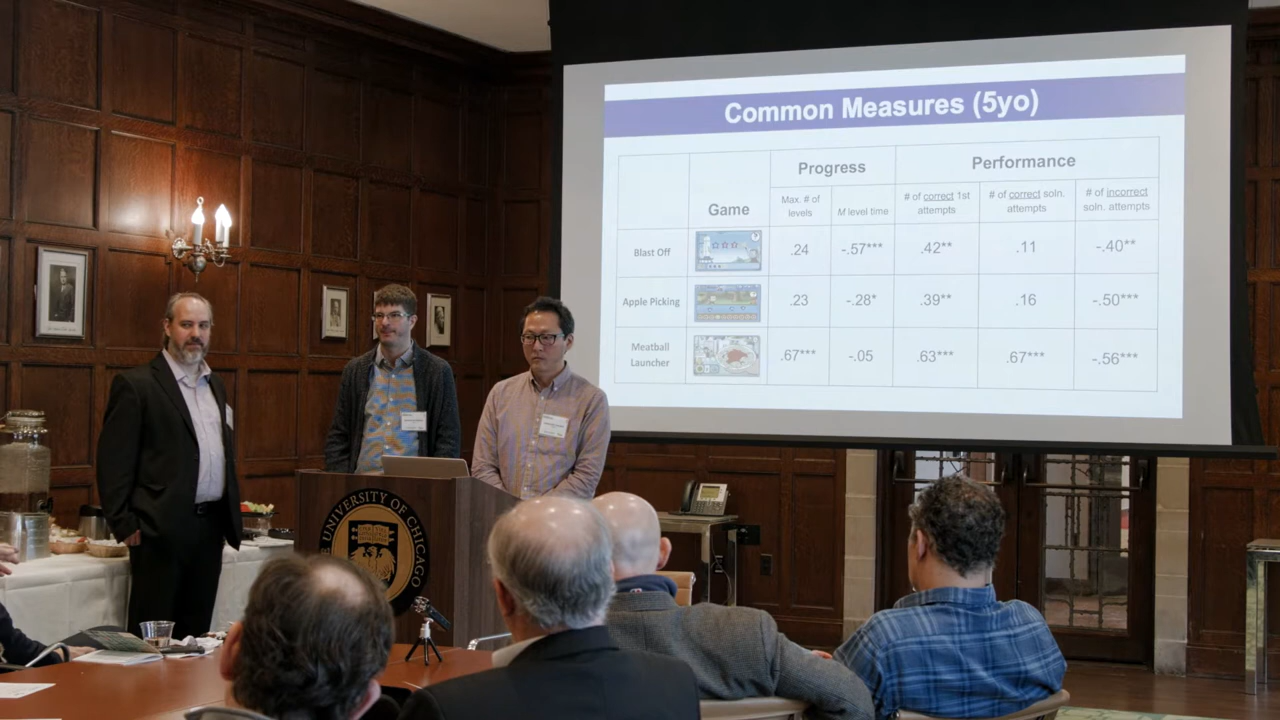 Common Measures (5yo)
Progress
Performance
Game
Max. # of
levels
M level time
# of correct 1st
attempts
# of correct soln.
attempts
# of incorrect
soln. attempts
Blast Off
.24
-.57***
.42**
.11
-.40**
Apple Picking
.23
-.28*
.39**
.16
-.50***
Meatball
Launcher
.67***
-.05
.63***
.67***
-.56***
THE UNIVERSITY OF CHICAGO